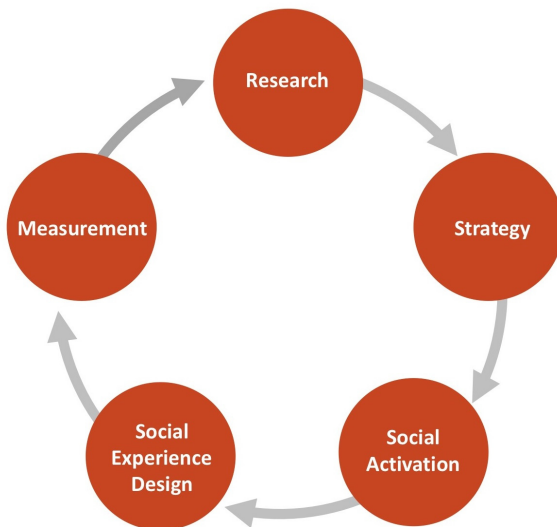 Research
Strategy
Social
Activation
Social
Experience
Design
Measurement